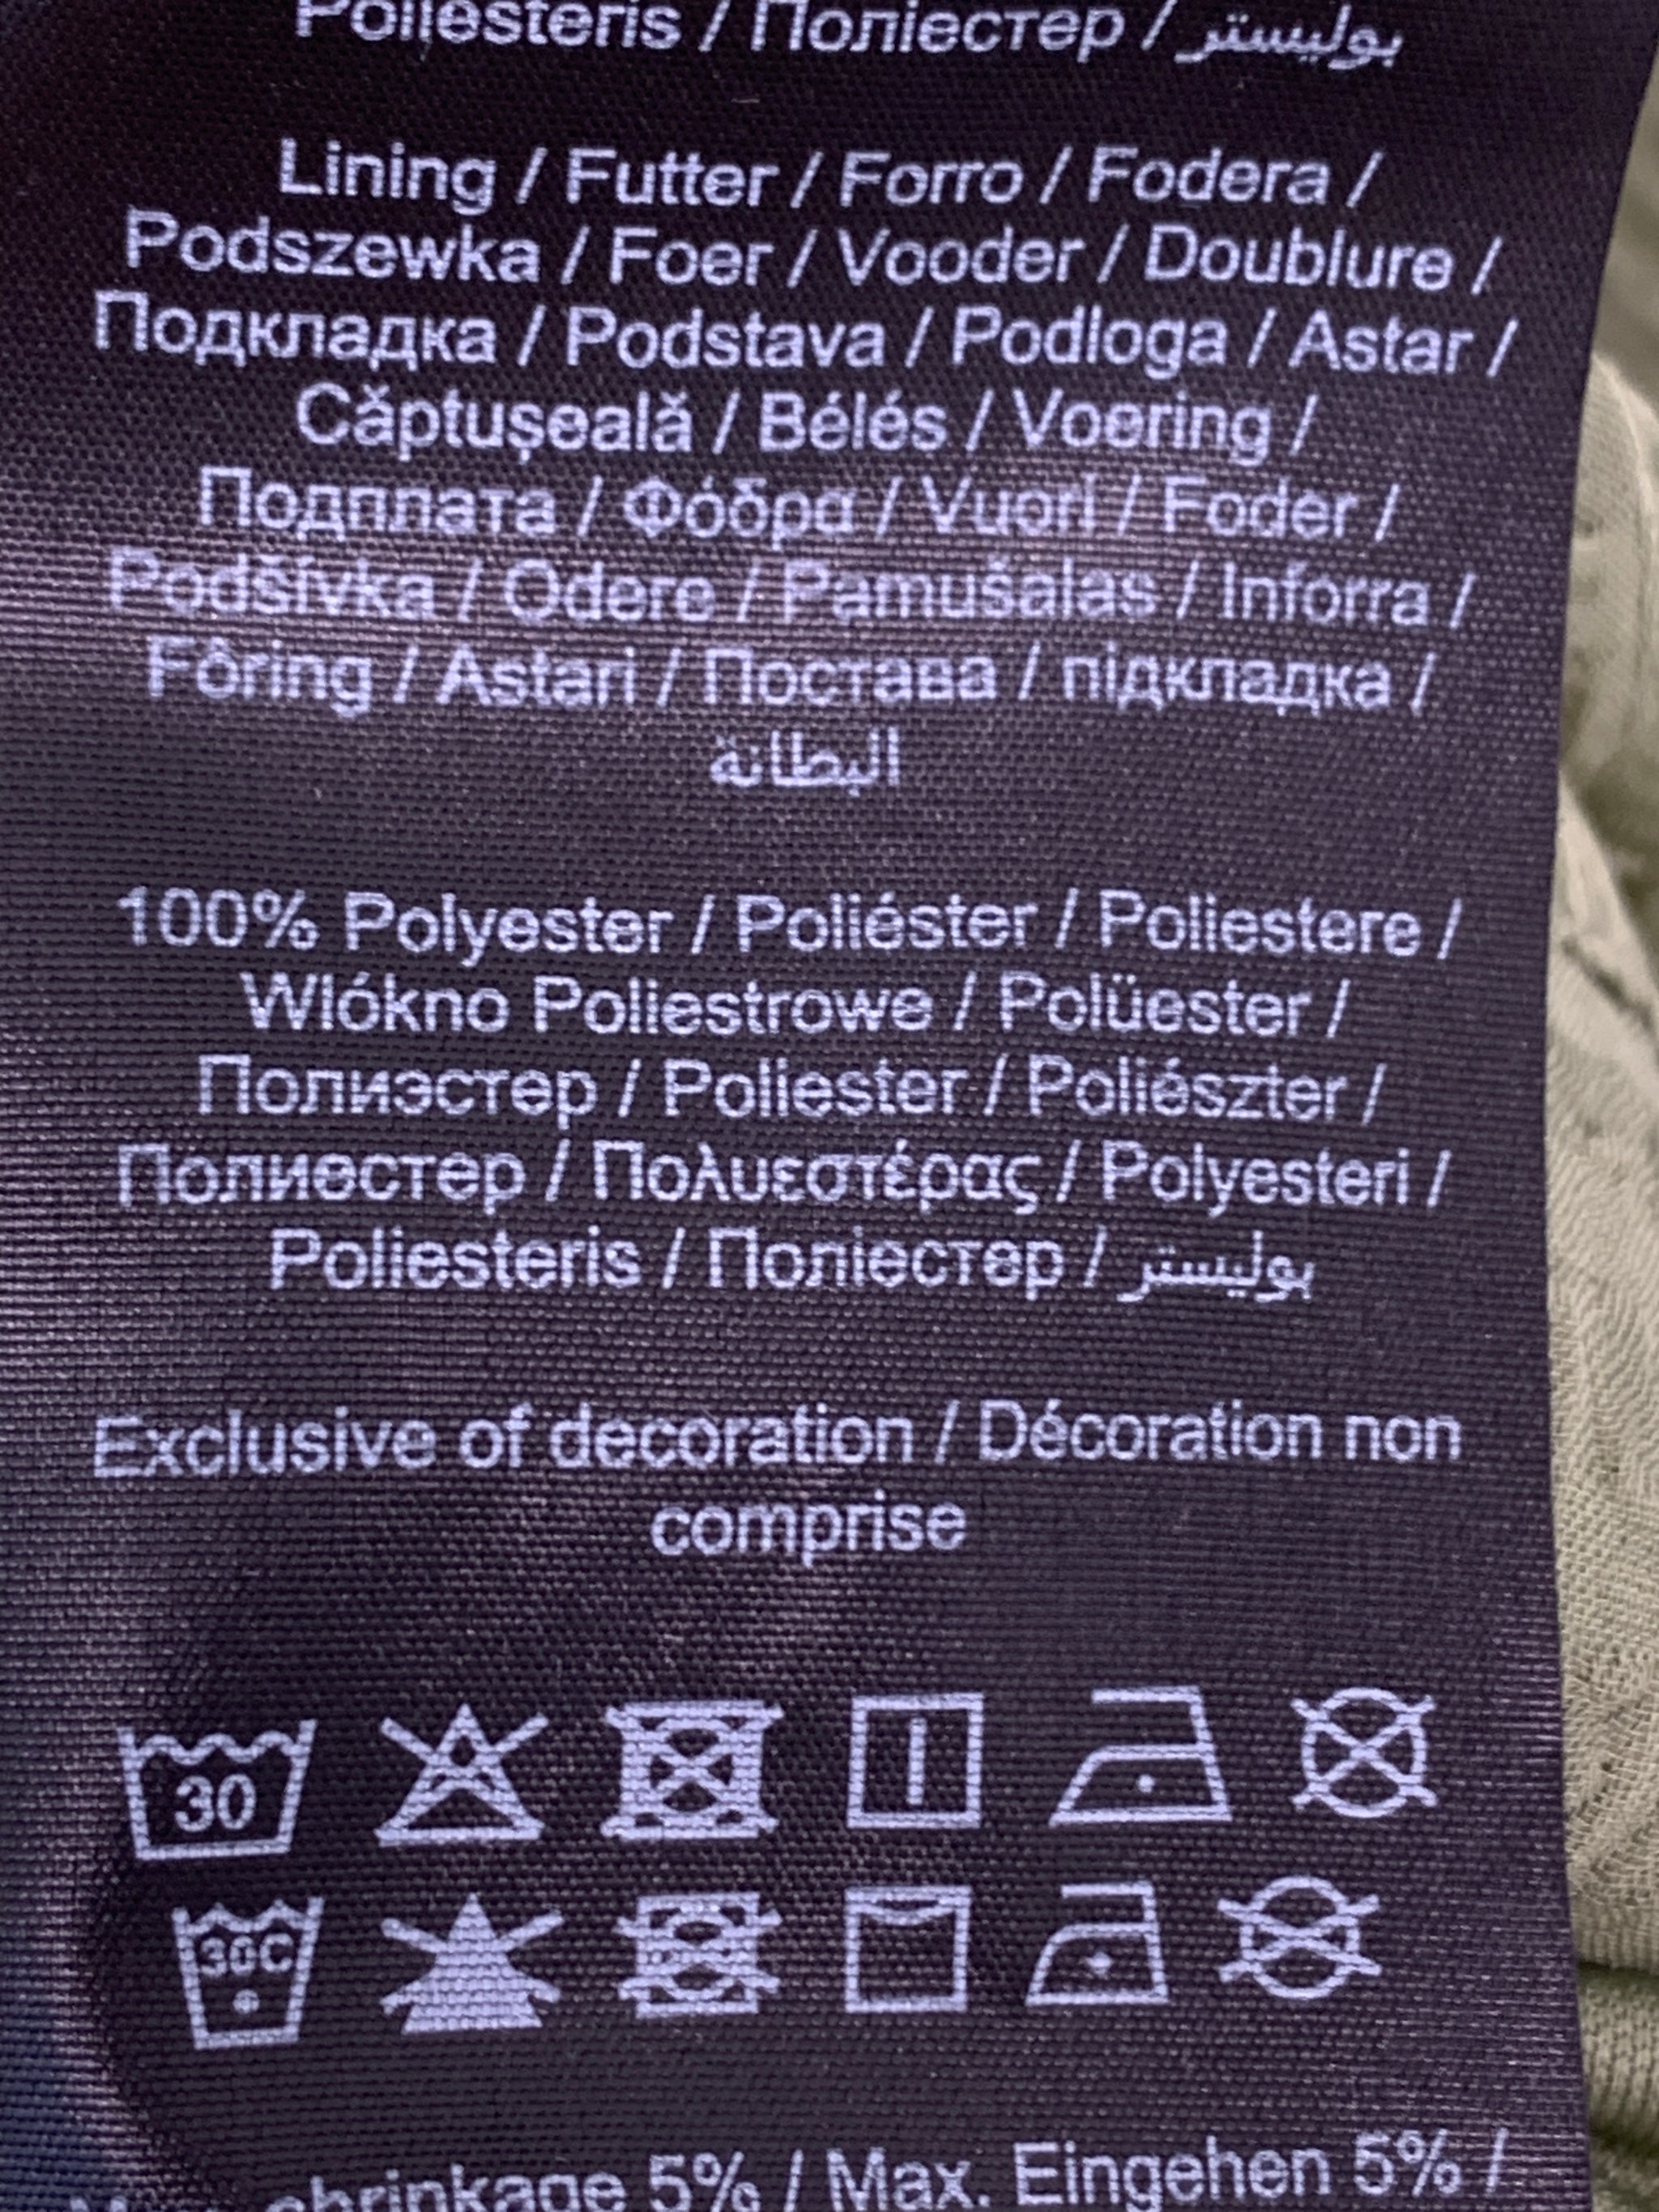 Poliesteris / Поліестер / بوليستر
Lining / Futter / Forro / Fodera /
Podszewka / Foer / Vooder / Doublure /
Подкладка / Podstava / Podloga / Astar /
Căptușeală / Bélés / Voering /
Подплата / Φόδρα / Vuori / Foder /
Podšívka / Odere / Pamušalas / Inforra /
Fôring / Astari / Постава / підкладка /
البطانة
100% Polyester / Poliéster / Poliestere /
Wlókno Poliestrowe / Polüester /
Полиэстер / Poliester / Poliészter /
Полиестер / Πολυεστέρας / Polyesteri /
Poliesteris / Поліестер / بوليستر
Exclusive of decoration / Décoration non
comprise
30
30C
shrinkage 5% / Max. Eingehen 5% /